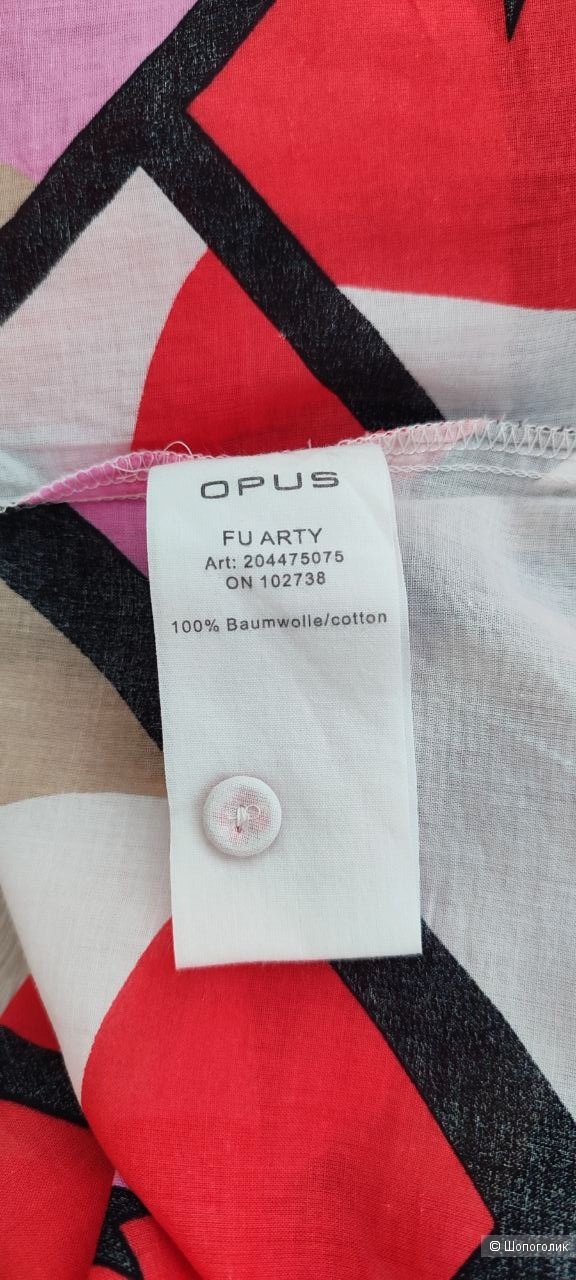 OPUS
FU ARTY
Art: 204475075
ON 102738
100% Baumwolle/cotton
© Шопоголик